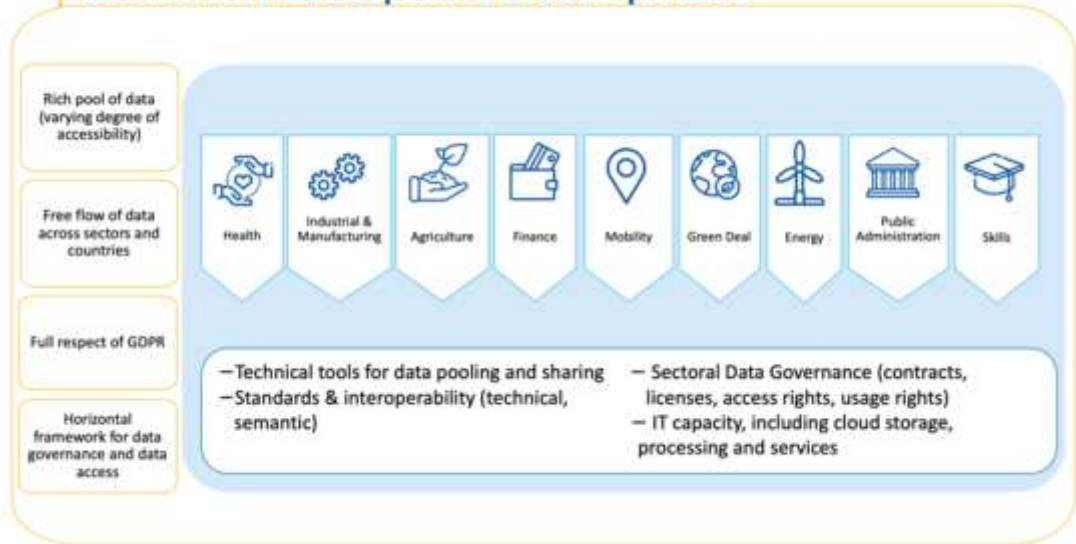 Rich pool of data
(varying degree of
accessibility)
Free flow of data
across sectors and
countries
Full respect of GDPR
Horizontal
framework for data
governance and data
access
Health
Industrial &
Manufacturing
Agriculture
Finance
Mobility
Green Deal
Energy
Public
Administration
Skills
–Technical tools for data pooling and sharing
–Standards & interoperability (technical,
semantic)
– Sectoral Data Governance (contracts,
licenses, access rights, usage rights)
– IT capacity, including cloud storage,
processing and services